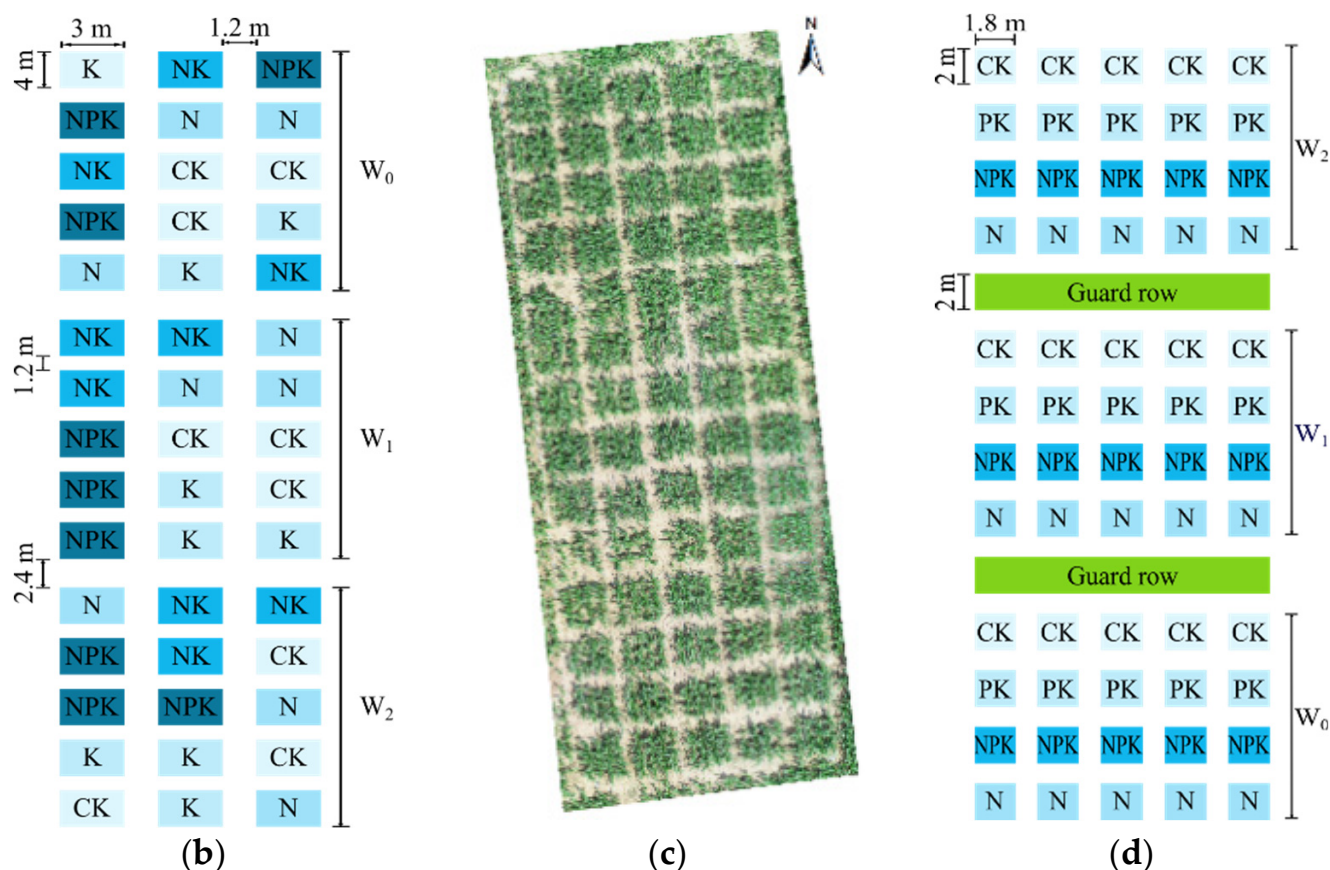 3 m
1.2 m
4 m
K NK NPK
NPK N N
NK CK CK
NPK CK K
N K NK
W0
1.2 m
NK NK N
NK N N
NPK CK CK
NPK K CK
NPK K K
W1
2.4 m
N NK NK
NPK NK CK
NPK NPK N
K K CK
CK K N
W2
(b)
N
(c)
1.8 m
2 m
CK CK CK CK CK
PK PK PK PK PK
NPK NPK NPK NPK NPK
N N N N N
W2
2 m
Guard row
CK CK CK CK CK
PK PK PK PK PK
NPK NPK NPK NPK NPK
N N N N N
W1
Guard row
CK CK CK CK CK
PK PK PK PK PK
NPK NPK NPK NPK NPK
N N N N N
W0
(d)